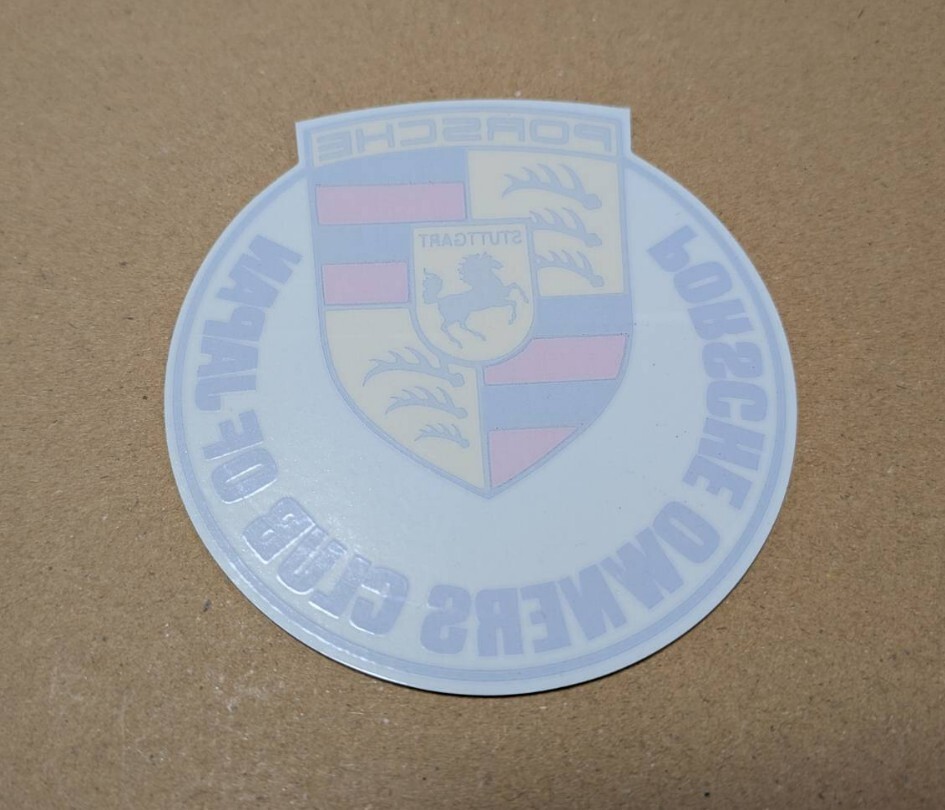 PORSCHE
STUTTGART
PORSCHE OWNERS CLUB OF JAPAN